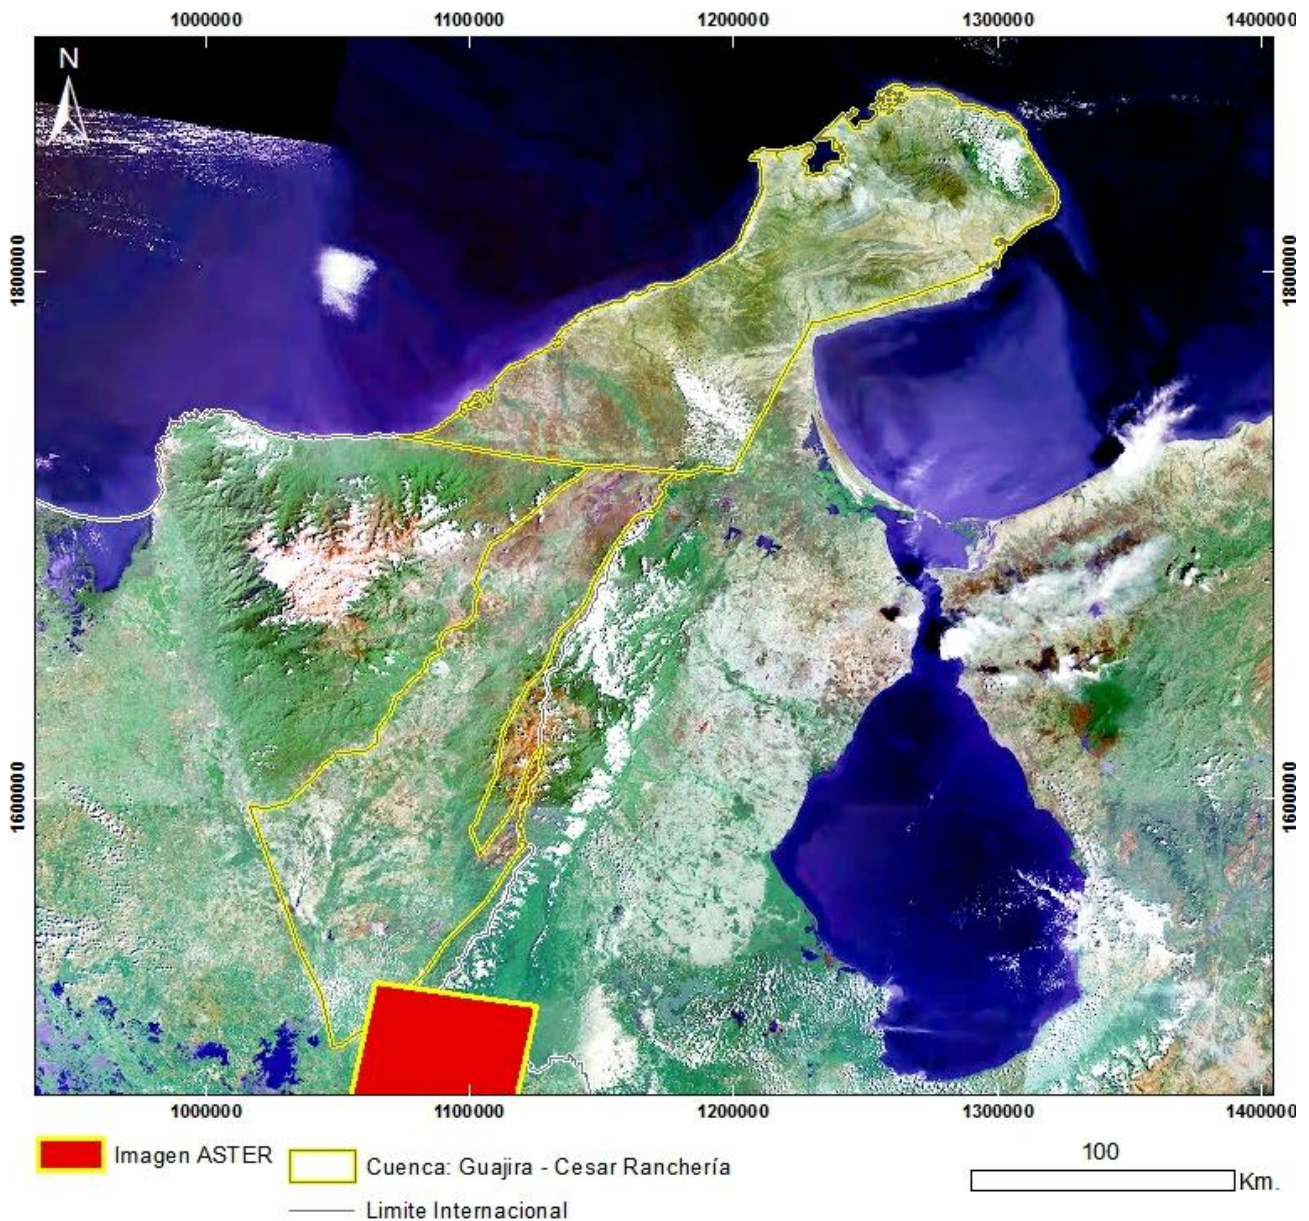 1000000 1100000 1200000 1300000 1400000
N
1800000 1800000
1600000 1600000
1000000 1100000 1200000 1300000 1400000
Imagen ASTER
Cuenca: Guajira - Cesar Ranchería
Limite Internacional
100
Km.